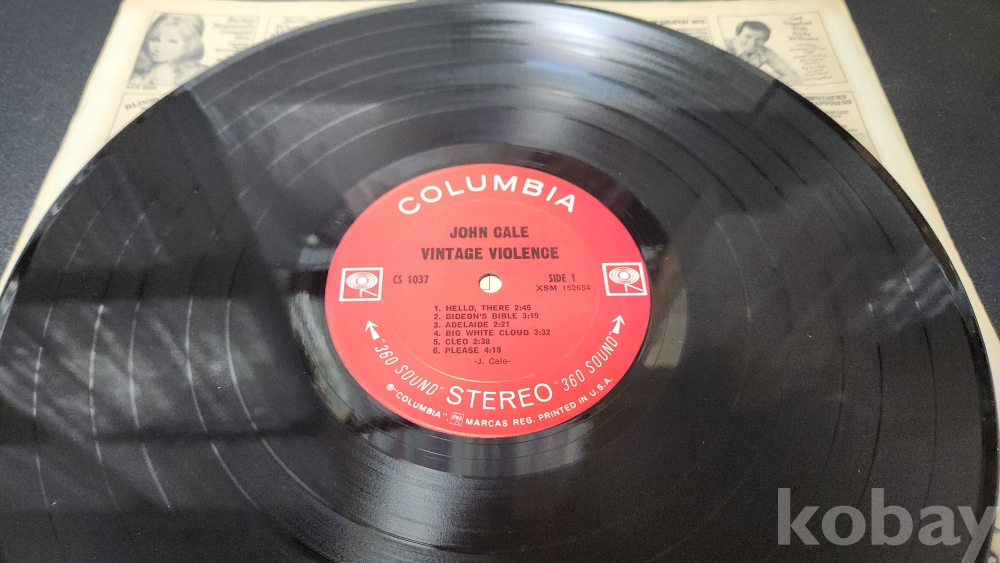 COLUMBIA
JOHN CALE
VINTAGE VIOLENCE
CS 1037
SIDE 1
XSM 152654
1. HELLO, THERE 2:45
2. GIDEON'S BIBLE 3:19
3. ADELAIDE 2:21
4. BIG WHITE CLOUD 3:32
5. CLEO 2:38
6. PLEASE 4:19
-J. Cale-
"360 SOUND" STEREO "360 SOUND"
"COLUMBIA", MARCAS REG. PRINTED IN U.S.A.
kobay